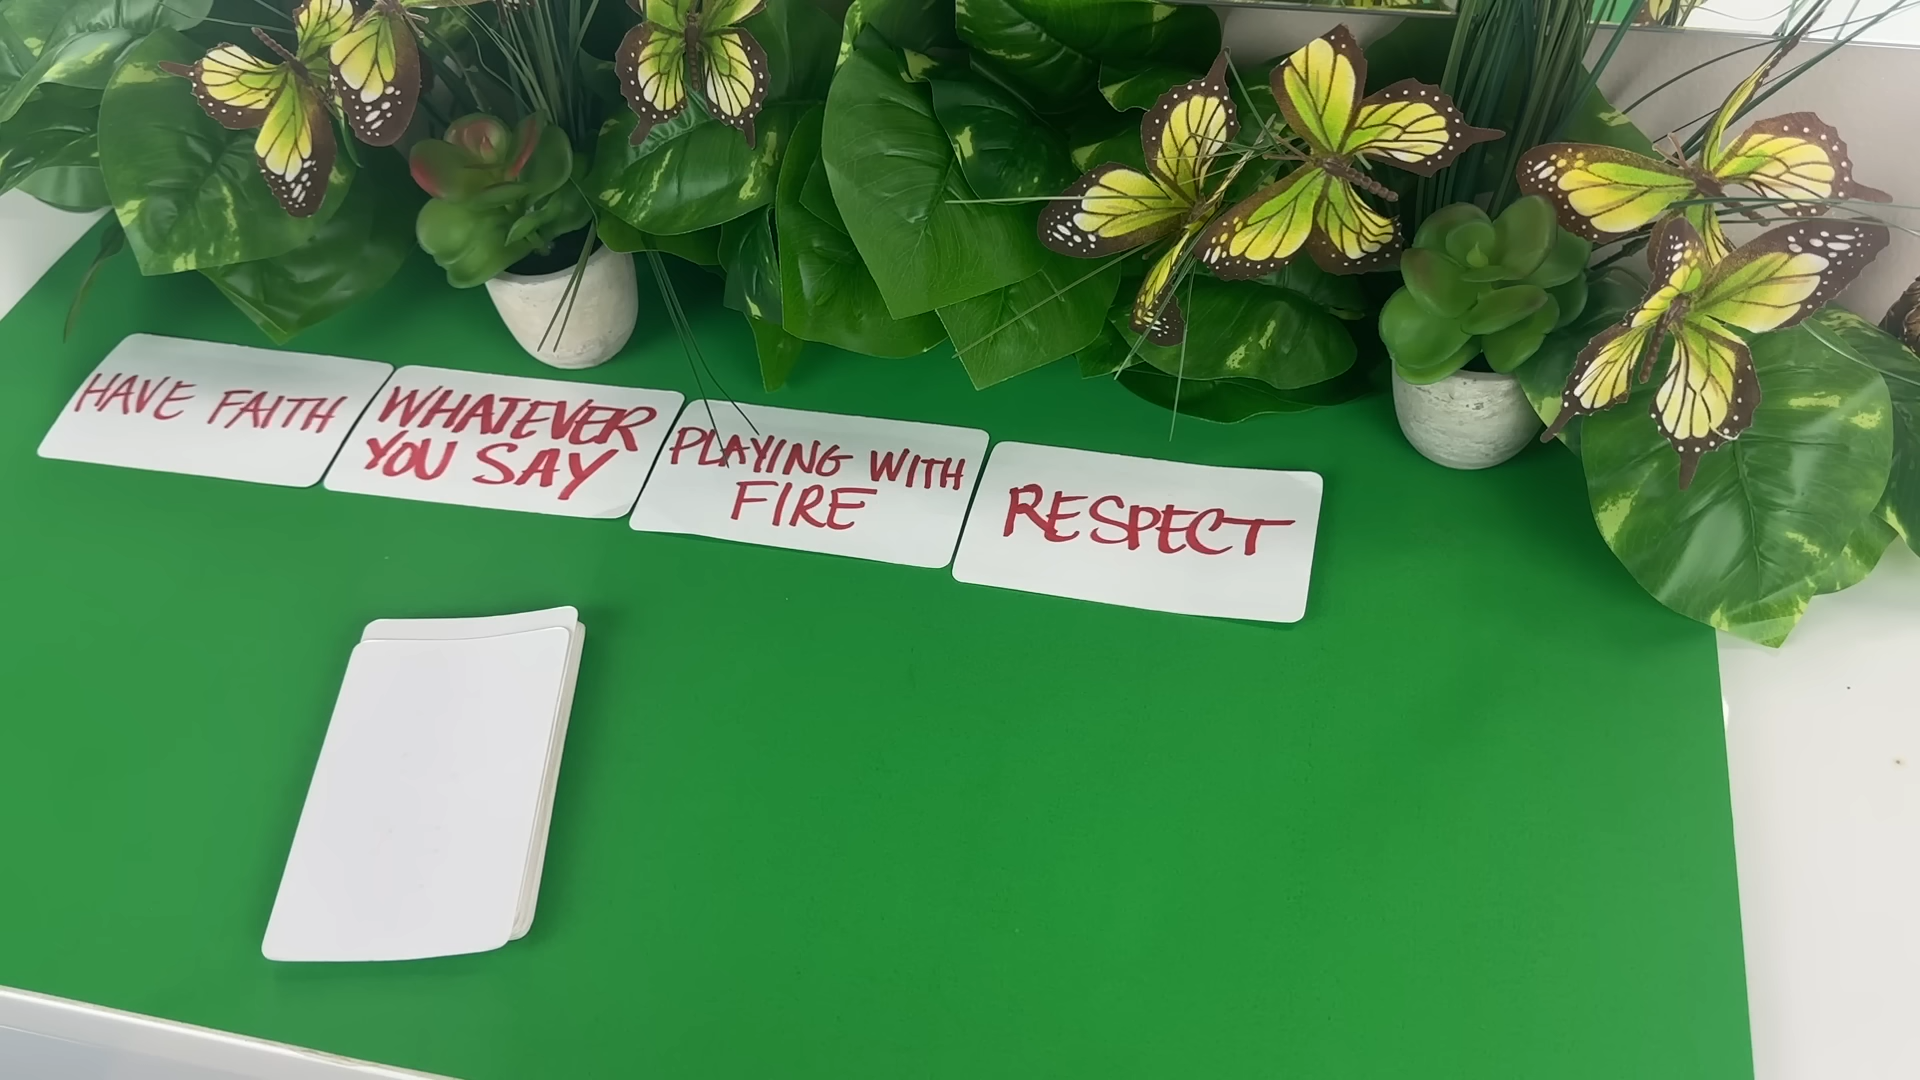 HAVE FAITH
WHATEVER
YOU SAY
PLAYING WITH
FIRE
RESPECT